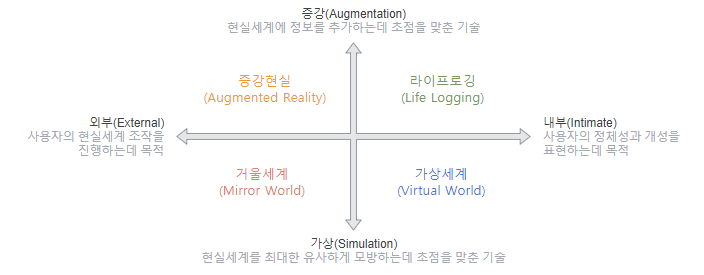 증강(Augmentation)
현실세계에 정보를 추가하는데 초점을 맞춘 기술
증강현실
(Augmented Reality)
라이프로깅
(Life Logging)
외부(External)
사용자의 현실세계 조작을
진행하는데 목적
내부(Intimate)
사용자의 정체성과 개성을
표현하는데 목적
거울세계
(Mirror World)
가상세계
(Virtual World)
가상(Simulation)
현실세계를 최대한 유사하게 모방하는데 초점을 맞춘 기술